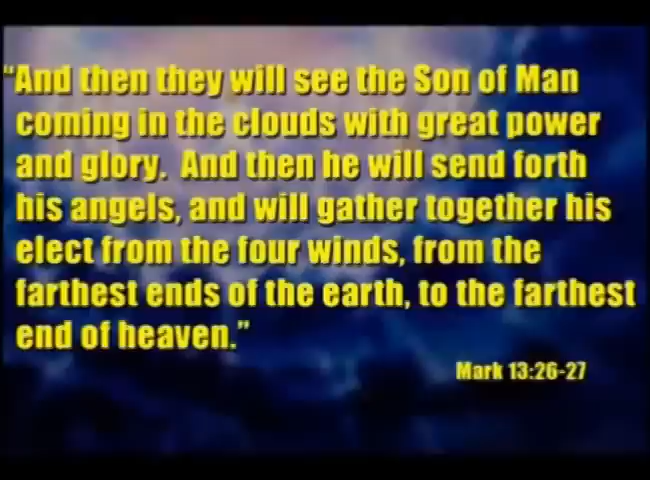 “And then they will see the Son of Man
coming in the clouds with great power
and glory. And then he will send forth
his angels, and will gather together his
elect from the four winds, from the
farthest ends of the earth, to the farthest
end of heaven.”
Mark 13:26-27